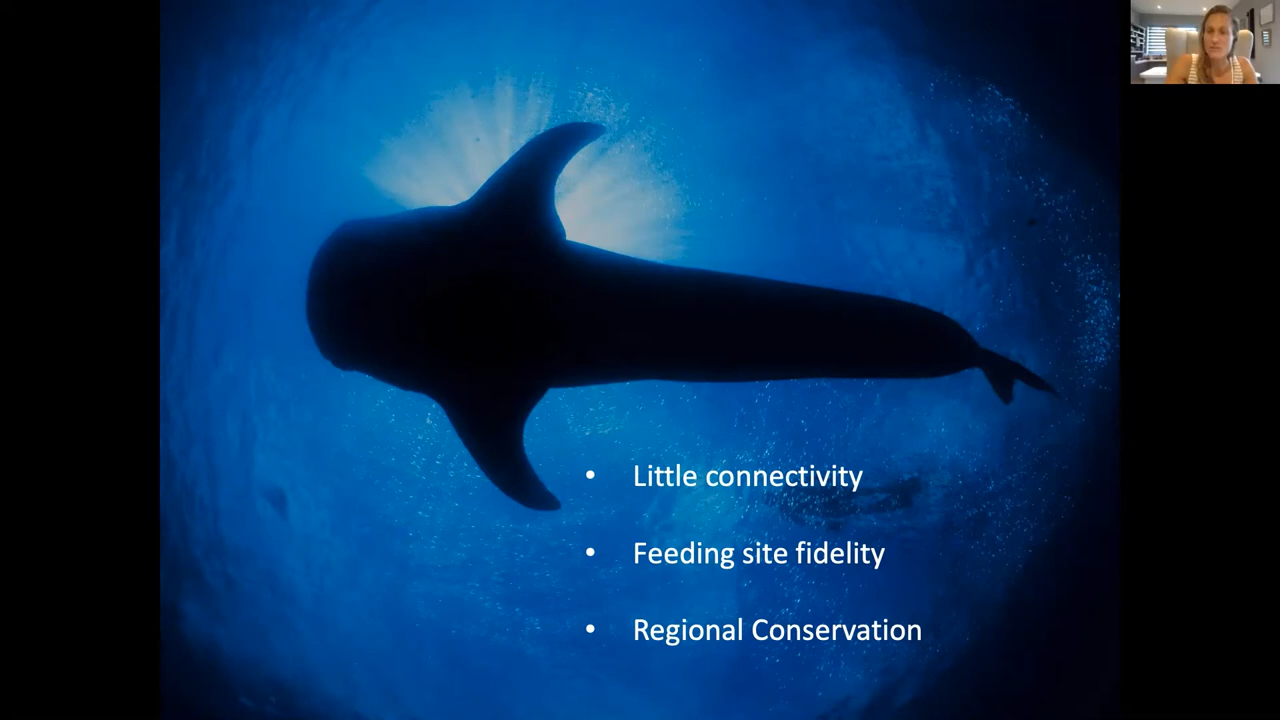 • Little connectivity
• Feeding site fidelity
• Regional Conservation